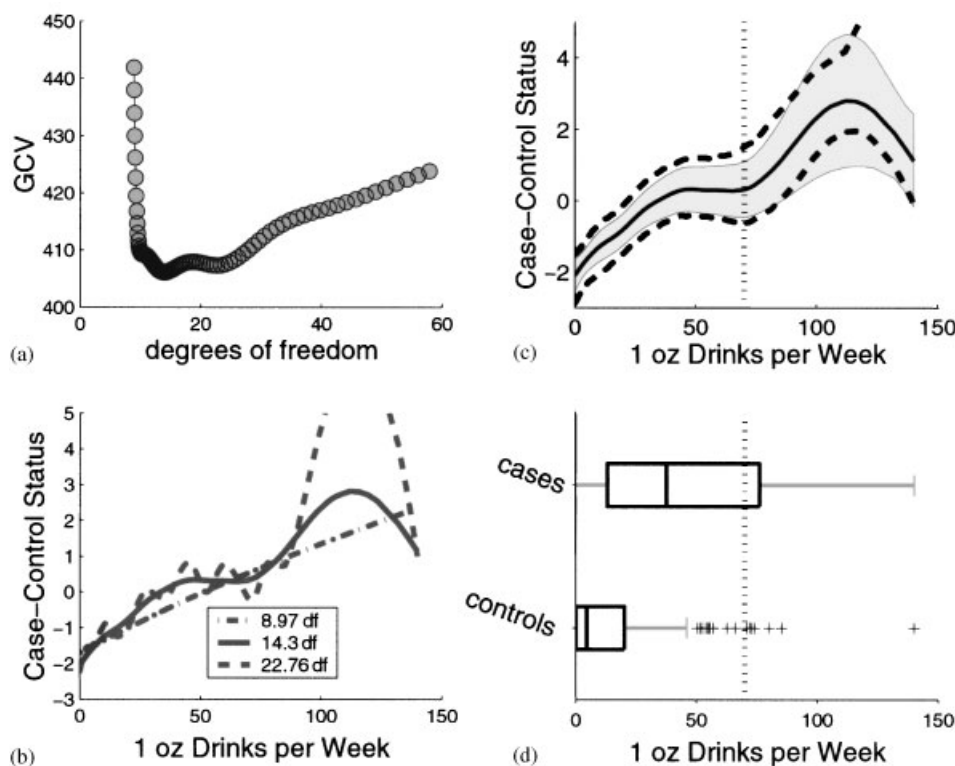 450
440
430
420
410
400
GCV
0 20 40 60
degrees of freedom
(a)
4
2
0
−2
Case−Control Status
0 50 100 150
1 oz Drinks per Week
(c)
5
4
3
2
1
0
−1
−2
−3
Case−Control Status
8.97 df
14.3 df
22.76 df
0 50 100 150
1 oz Drinks per Week
(b)
cases
controls
0 50 100 150
1 oz Drinks per Week
(d)